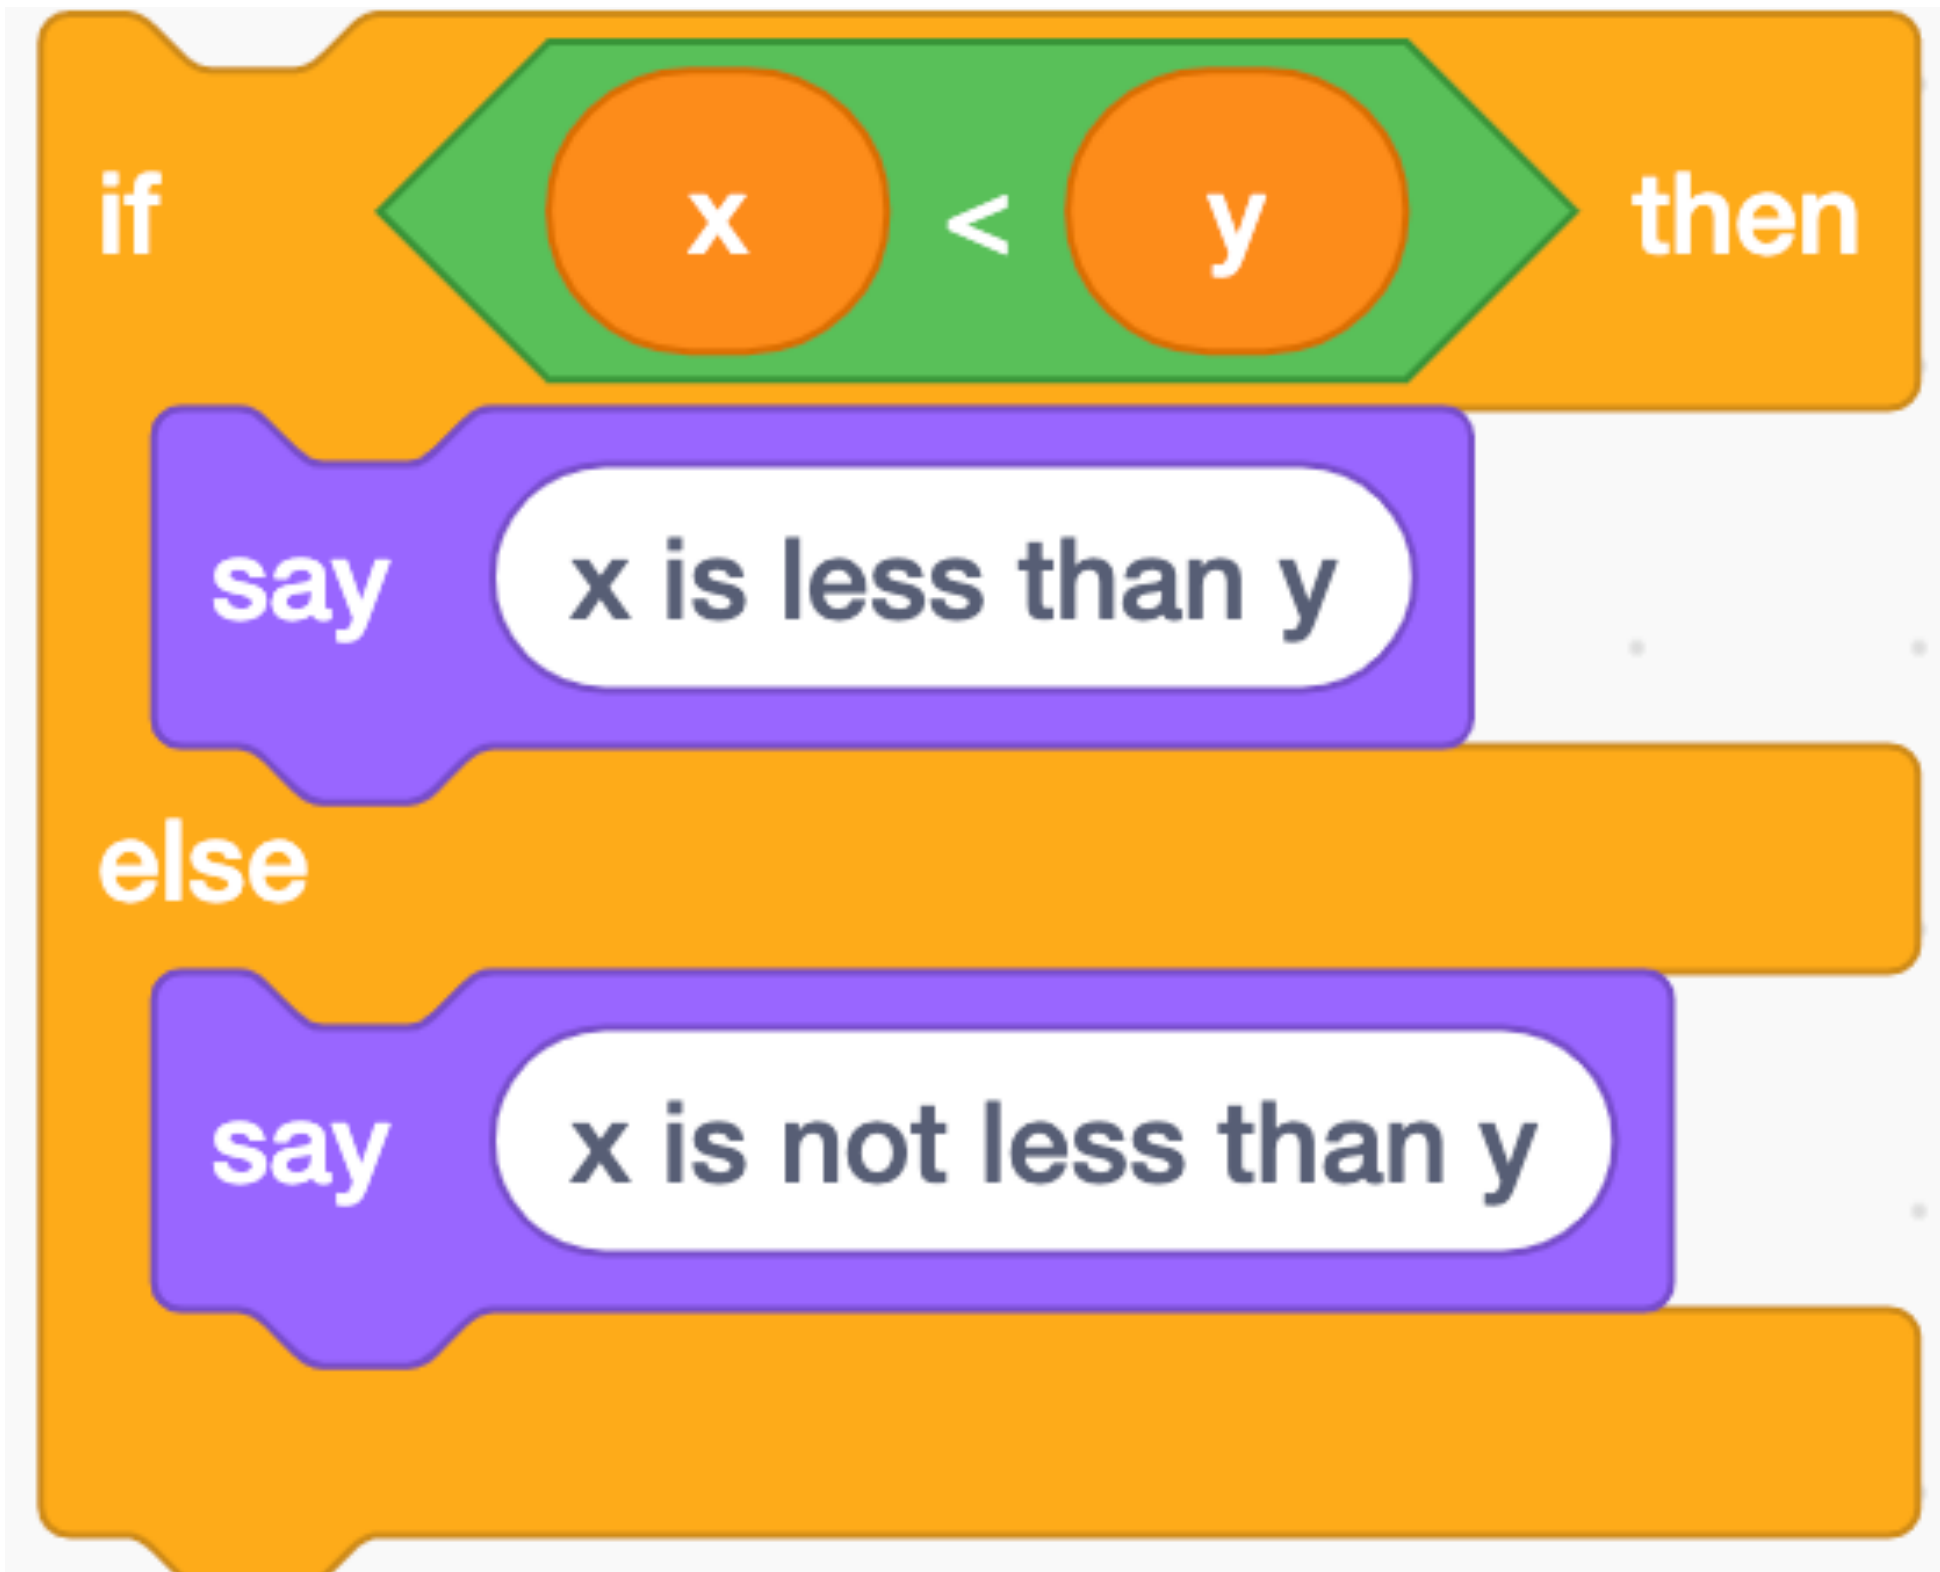 if x < y then
say x is less than y
else
say x is not less than y